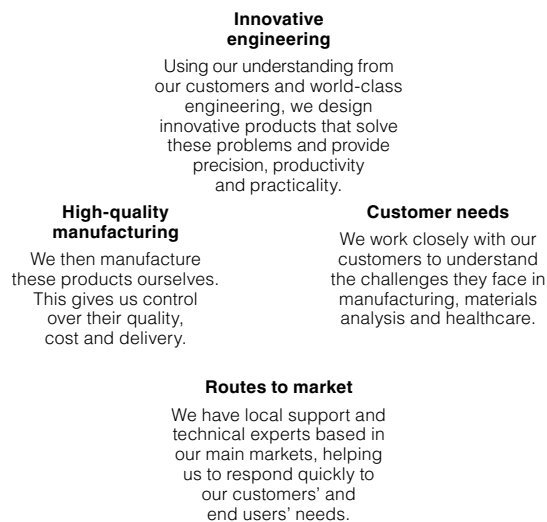 Innovative
engineering
Using our understanding from
our customers and world-class
engineering, we design
innovative products that solve
these problems and provide
precision, productivity
and practicality.
High-quality
manufacturing
We then manufacture
these products ourselves.
This gives us control
over their quality,
cost and delivery.
Customer needs
We work closely with our
customers to understand
the challenges they face in
manufacturing, materials
analysis and healthcare.
Routes to market
We have local support and
technical experts based in
our main markets, helping
us to respond quickly to
our customers’ and
end users’ needs.